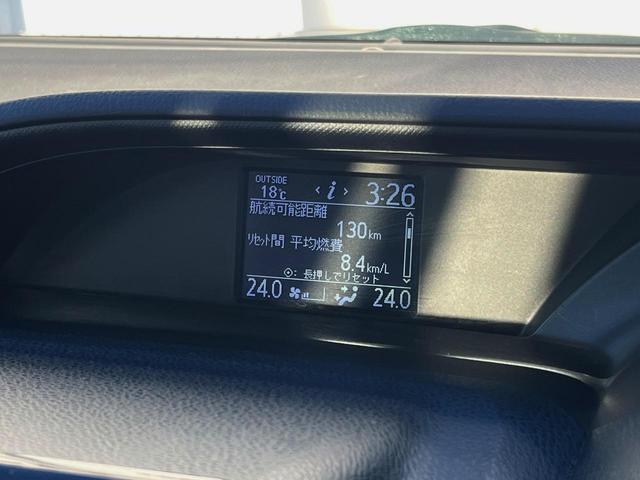 OUTSIDE
18℃ < i > 3:26
航続可能距離
130km
ﾘｾｯﾄ間 平均燃費
8.4km/L
⊙: 長押しでリセット
24.0 24.0